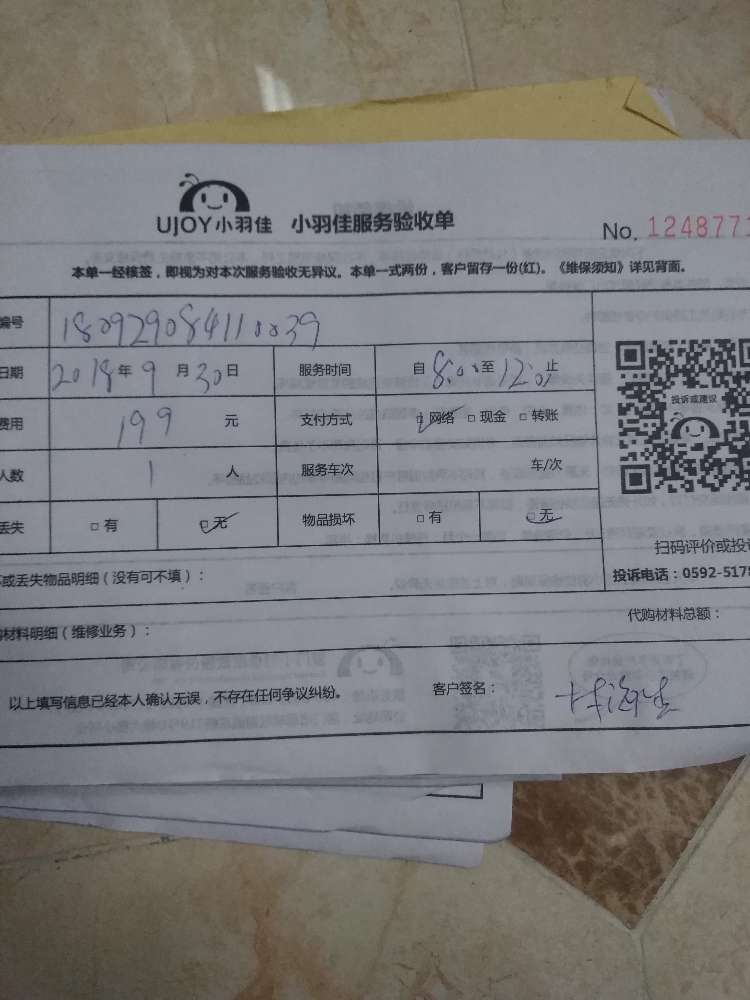 UJOY小羽佳 小羽佳服务验收单
No. 1248771
本单一经核签，即视为对本次服务验收无异议。本单一式两份，客户留存一份(红)。《维保须知》详见背面。
编号 180929084110039
日期 2018年9月30日 服务时间 自8:00至12:00止
费用 199元 支付方式 □网络 □现金 □转账
人数 1人 服务车次 车/次
丢失 □有 □无 物品损坏 □有 □无
投诉或建议
扫码评价或投诉
投诉电话：0592-5178
或丢失物品明细（没有可不填）：
材料明细（维修业务）：
代购材料总额：
以上填写信息已经本人确认无误，不存在任何争议纠纷。 客户签名：